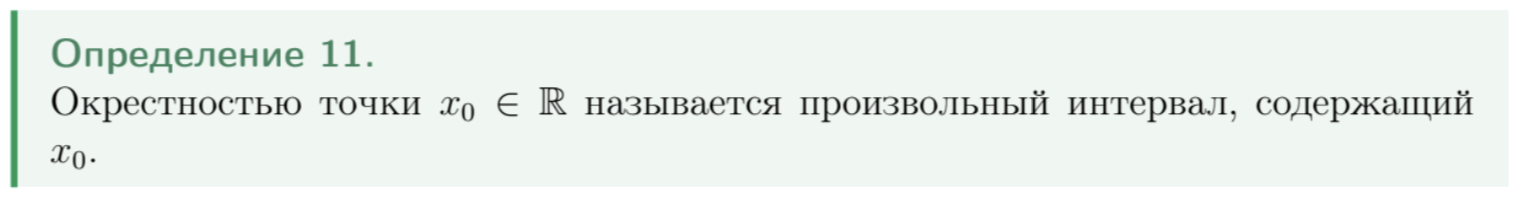 Определение 11.
Окрестностью точки x₀ ∈ ℝ называется произвольный интервал, содержащий
x₀.